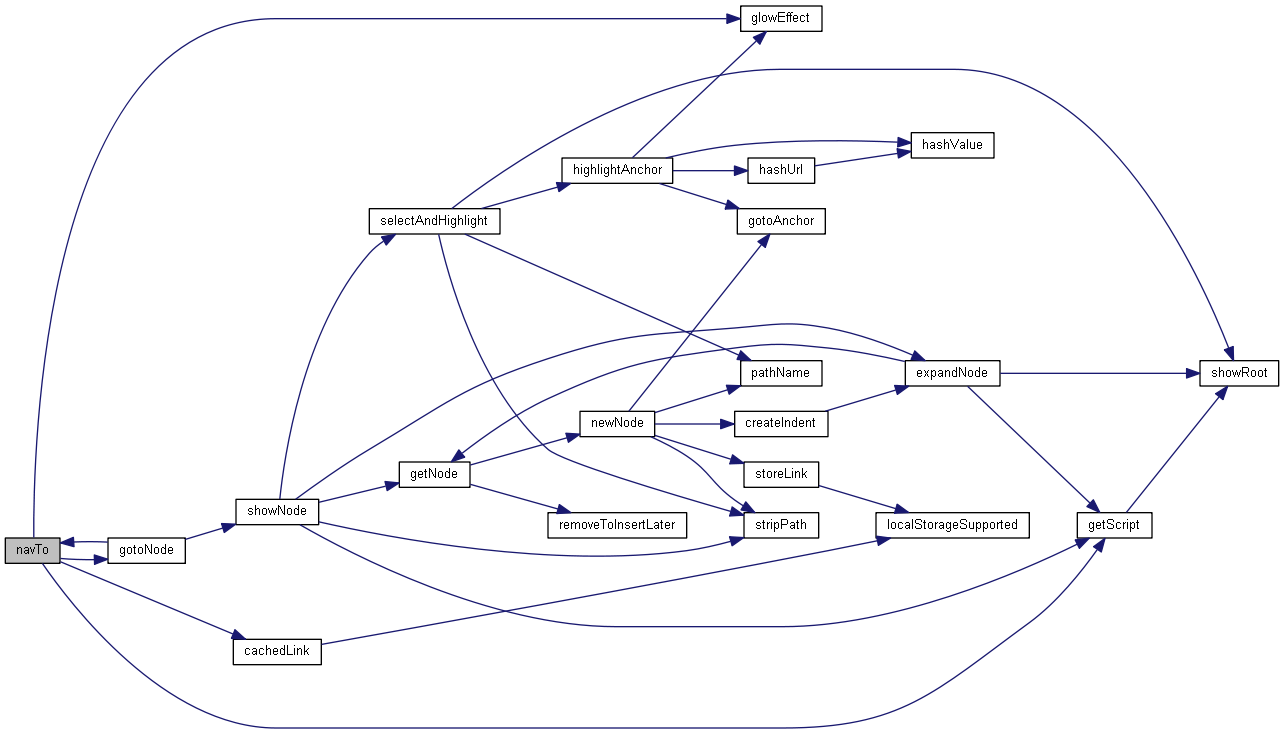 glowEffect
hashValue
highlightAnchor
hashUrl
selectAndHighlight
gotoAnchor
pathName
expandNode
showRoot
newNode
createIndent
getNode
storeLink
showNode
removeToInsertLater
stripPath
localStorageSupported
getScript
navTo
gotoNode
cachedLink